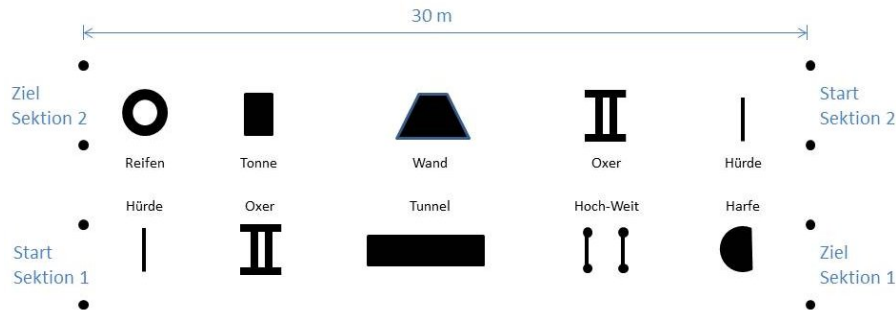 30 m
Ziel
Sektion 2
Start
Sektion 2
Reifen Tonne Wand Oxer Hürde
Hürde Oxer Tunnel Hoch-Weit Harfe
Start
Sektion 1
Ziel
Sektion 1